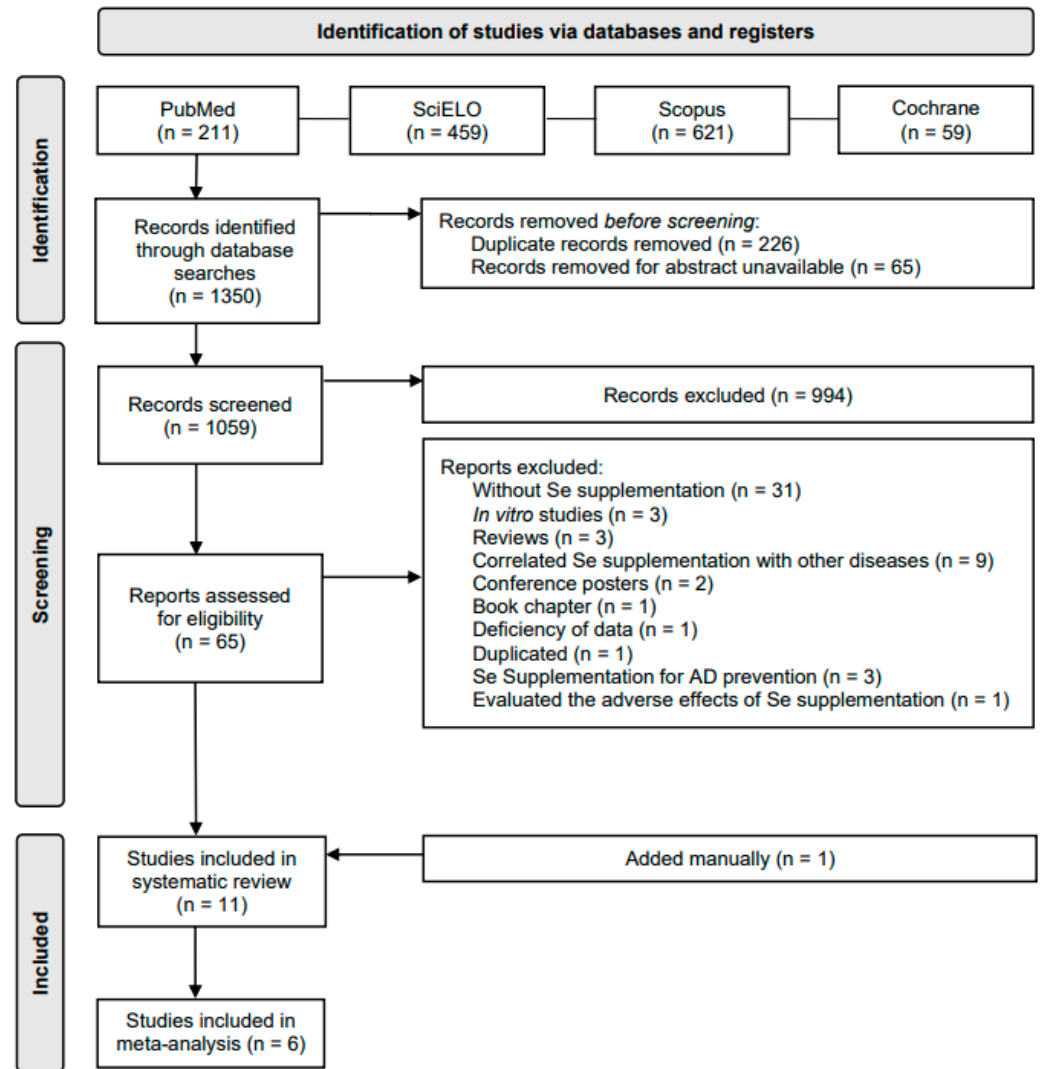 Identification of studies via databases and registers
Identification
PubMed
(n = 211)
SciELO
(n = 459)
Scopus
(n = 621)
Cochrane
(n = 59)
Records identified
through database
searches
(n = 1350)
Records removed before screening:
Duplicate records removed (n = 226)
Records removed for abstract unavailable (n = 65)
Screening
Records screened
(n = 1059)
Records excluded (n = 994)
Reports assessed
for eligibility
(n = 65)
Reports excluded:
Without Se supplementation (n = 31)
In vitro studies (n = 3)
Reviews (n = 3)
Correlated Se supplementation with other diseases (n = 9)
Conference posters (n = 2)
Book chapter (n = 1)
Deficiency of data (n = 1)
Duplicated (n = 1)
Se Supplementation for AD prevention (n = 3)
Evaluated the adverse effects of Se supplementation (n = 1)
Included
Studies included in
systematic review
(n = 11)
Added manually (n = 1)
Studies included in
meta-analysis (n = 6)